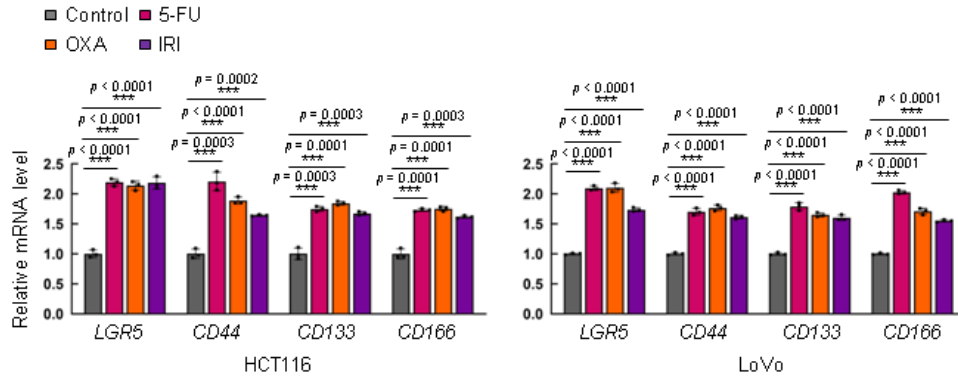 Control 5-FU
OXA IRI
Relative mRNA level
2.5
2.0
1.5
1.0
0.5
0.0
p < 0.0001
***
p < 0.0001
***
p < 0.0001
***
p = 0.0002
***
p < 0.0001
***
p = 0.0003
***
p = 0.0003
***
p = 0.0001
***
p = 0.0003
***
p = 0.0003
***
p < 0.0001
***
p = 0.0001
***
LGR5 CD44 CD133 CD166
HCT116
2.5
2.0
1.5
1.0
0.5
0.0
p < 0.0001
***
p < 0.0001
***
p < 0.0001
***
p < 0.0001
***
p < 0.0001
***
p < 0.0001
***
p < 0.0001
***
p < 0.0001
***
p < 0.0001
***
p < 0.0001
***
p < 0.0001
***
p < 0.0001
***
LGR5 CD44 CD133 CD166
LoVo